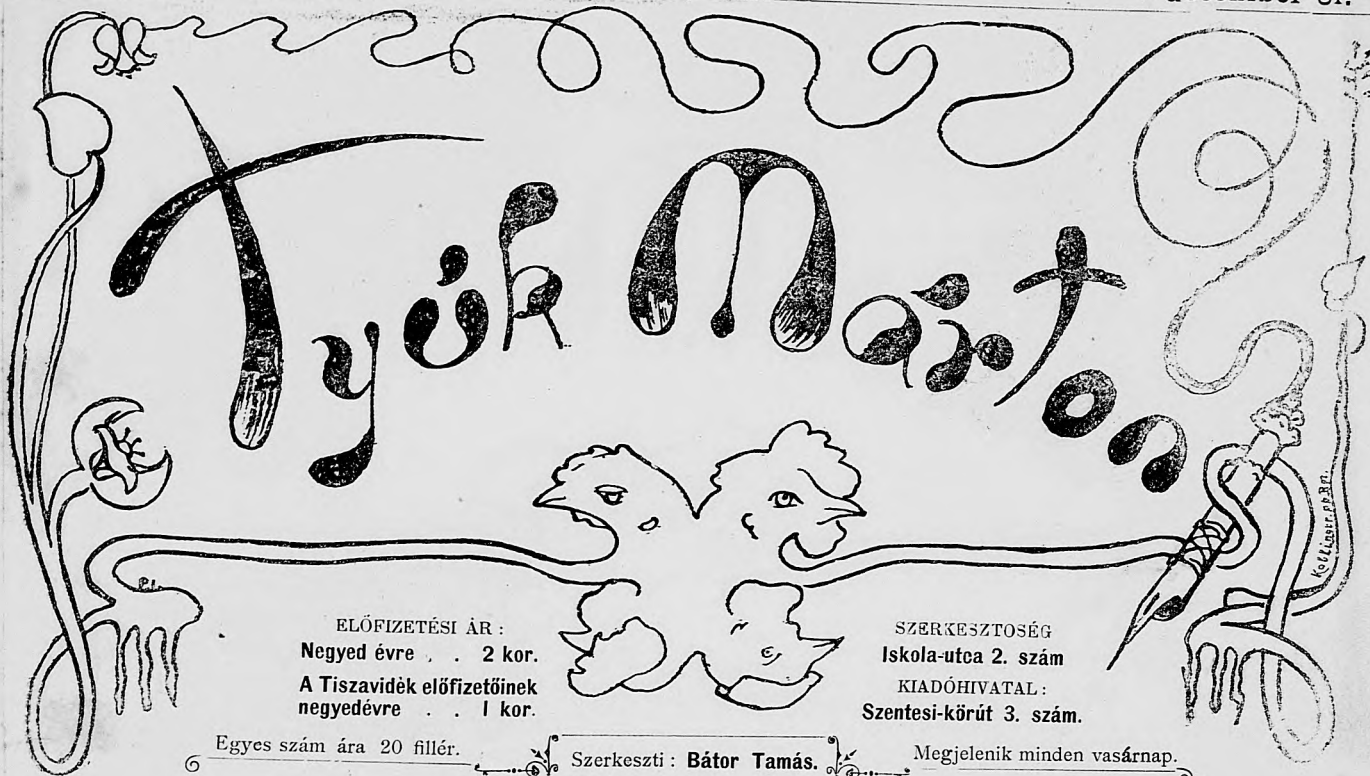 Tyúk Márton
ELŐFIZETÉSI ÁR :
Negyed évre . . 2 kor.
A Tiszavidék előfizetőinek
negyedévre . . 1 kor.
SZERKESZTOSÉG
Iskola-utca 2. szám
KIADÓHIVATAL :
Szentesi-körút 3. szám.
Egyes szám ára 20 fillér.
Szerkeszti : Bátor Tamás.
Megjelenik minden vasárnap.